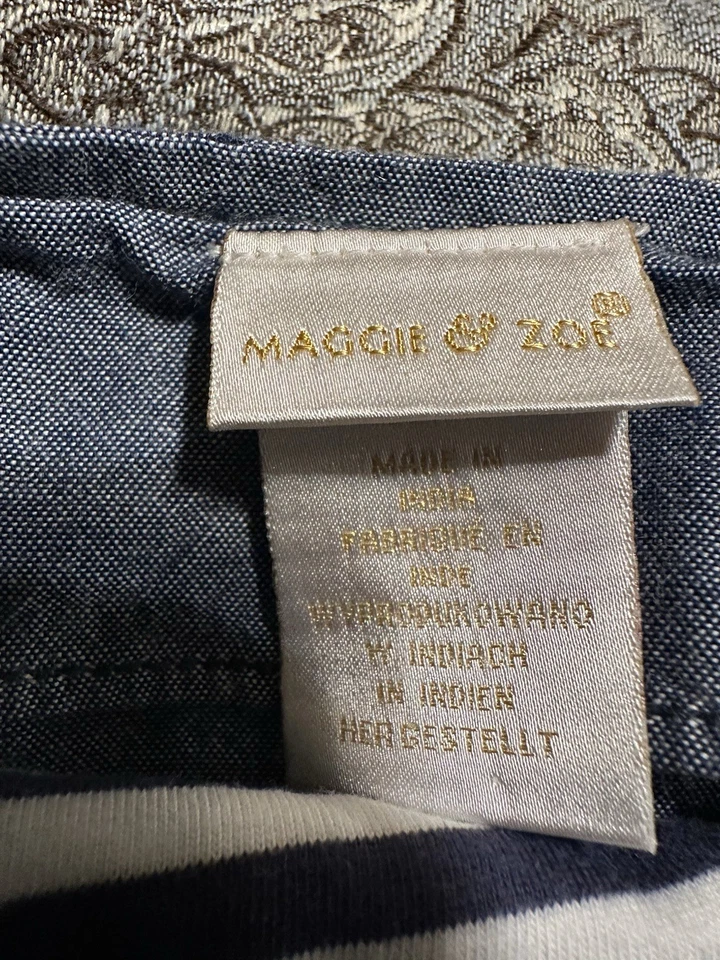 MAGGIE & ZOE®
MADE IN
INDIA
FABRIQUÉ EN
INDE
WYPRODUKOWANO
W INDIACH
IN INDIEN
HERGESTELLT